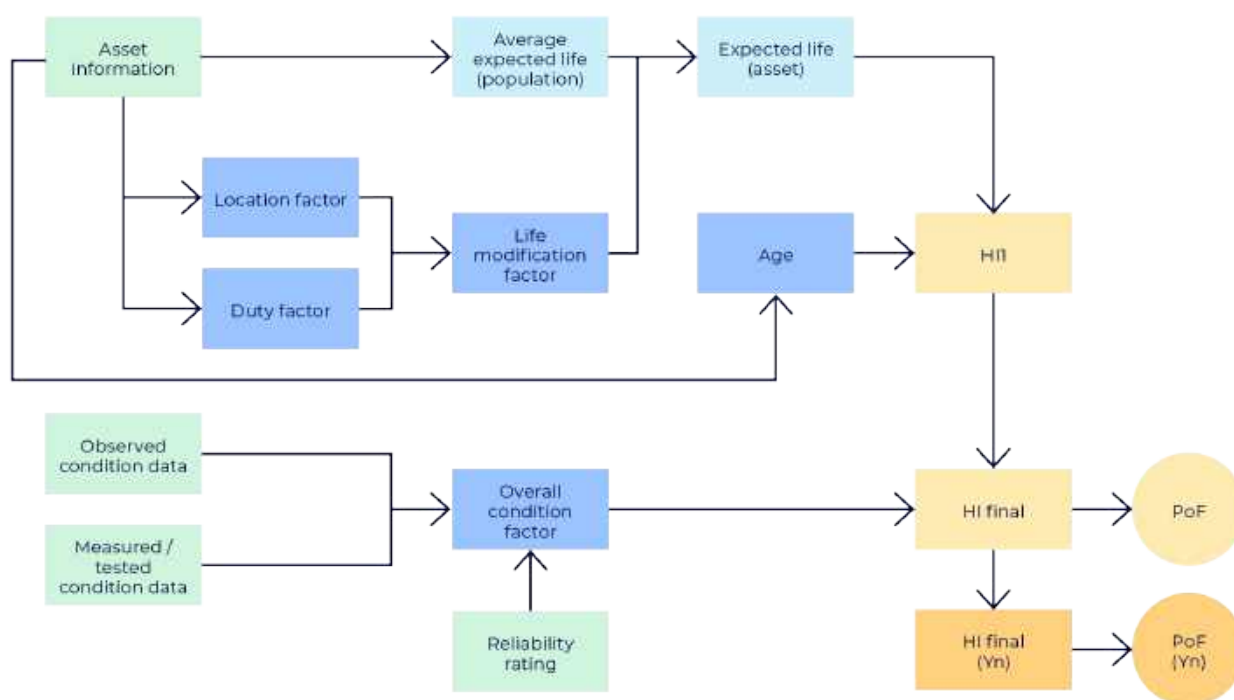 Asset
Information
Average
expected life
(population)
Expected life
(asset)
Location factor
Life
modification
factor
Age
HI1
Duty factor
Observed
condition data
Overall
condition
factor
HI final
PoF
Measured /
tested
condition data
Reliability
rating
HI final
(Yn)
PoF
(Yn)